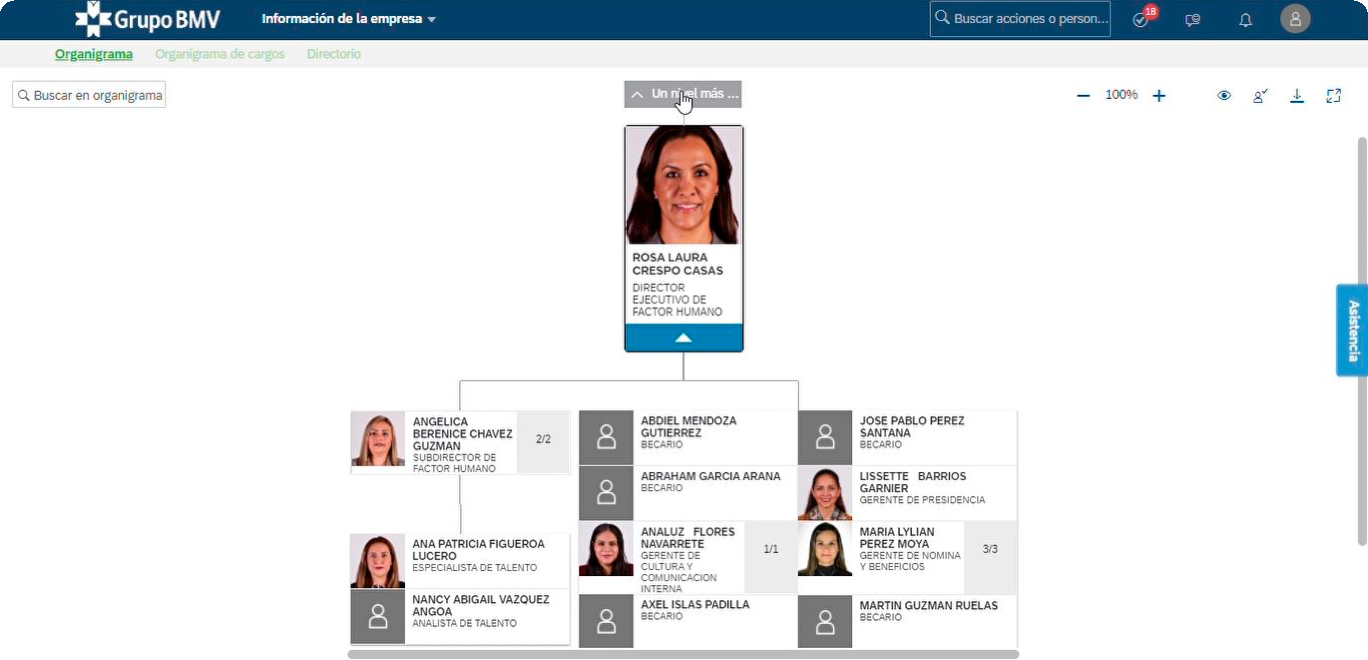 Grupo BMV
Información de la empresa
Buscar acciones o person...
18
Organigrama
Organigrama de cargos
Directorio
Buscar en organigrama
Un nivel más ...
100%
Asistencia
ROSA LAURA
CRESPO CASAS
DIRECTOR
EJECUTIVO DE
FACTOR HUMANO
ANGELICA
BERENICE CHAVEZ
GUZMAN
SUBDIRECTOR DE
FACTOR HUMANO
2/2
ANA PATRICIA FIGUEROA
LUCERO
ESPECIALISTA DE TALENTO
NANCY ABIGAIL VAZQUEZ
ANGOA
ANALISTA DE TALENTO
ABDIEL MENDOZA
GUTIERREZ
BECARIO
ABRAHAM GARCIA ARANA
BECARIO
ANALUZ FLORES
NAVARRETE
GERENTE DE
CULTURA Y
COMUNICACION
INTERNA
1/1
AXEL ISLAS PADILLA
BECARIO
JOSE PABLO PEREZ
SANTANA
BECARIO
LISSETTE BARRIOS
GARNIER
GERENTE DE PRESIDENCIA
MARIA LYLIAN
PEREZ MOYA
GERENTE DE NOMINA
Y BENEFICIOS
3/3
MARTIN GUZMAN RUELAS
BECARIO